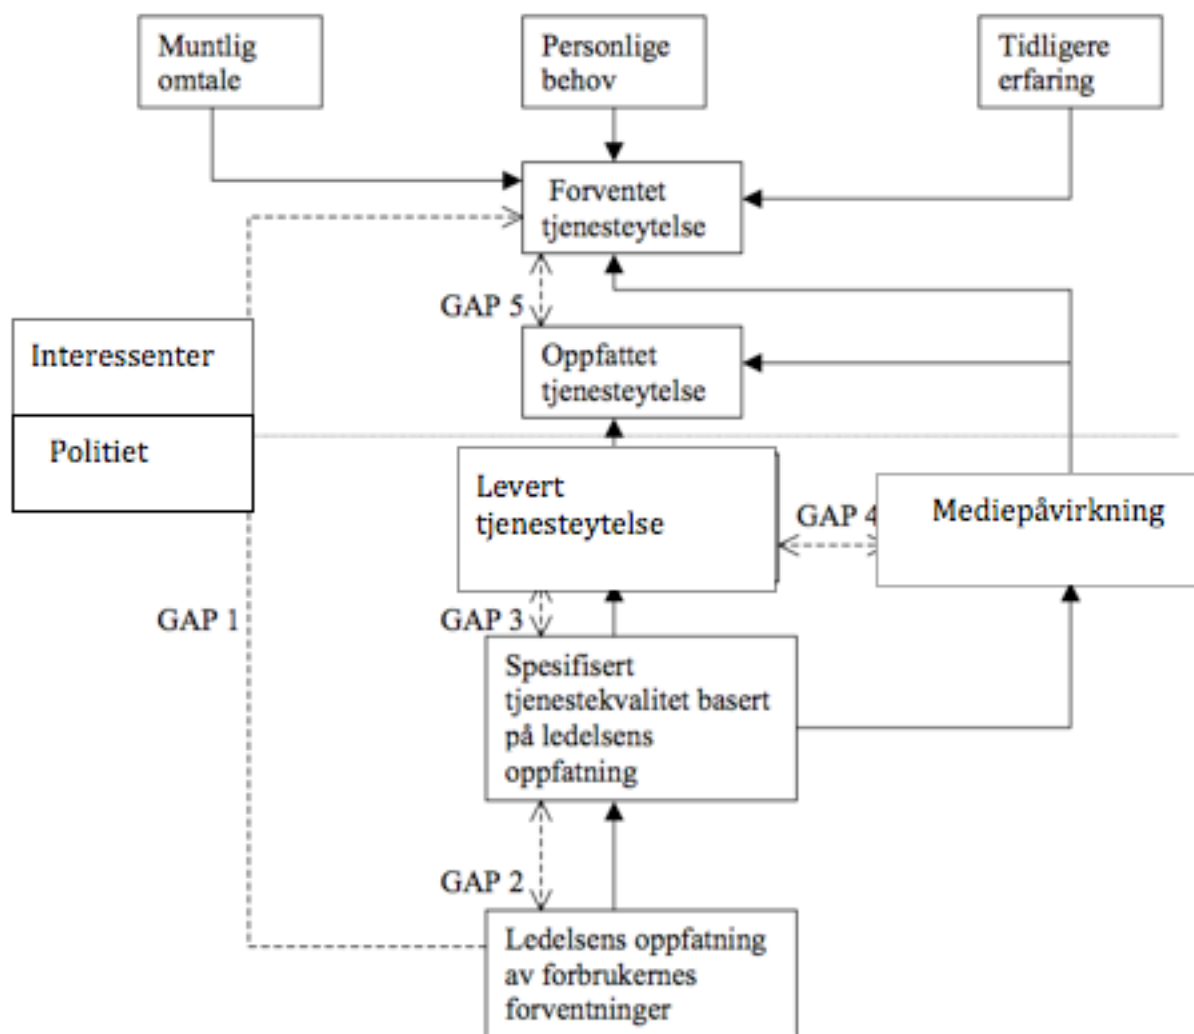 Muntlig
omtale
Personlige
behov
Tidligere
erfaring
Forventet
tjenesteytelse
GAP 5
Interessenter
Oppfattet
tjenesteytelse
Politiet
Levert
tjenesteytelse
GAP 4
Mediepåvirkning
GAP 1
GAP 3
Spesifisert
tjenestekvalitet basert
på ledelsens
oppfatning
GAP 2
Ledelsens oppfatning
av forbrukernes
forventninger